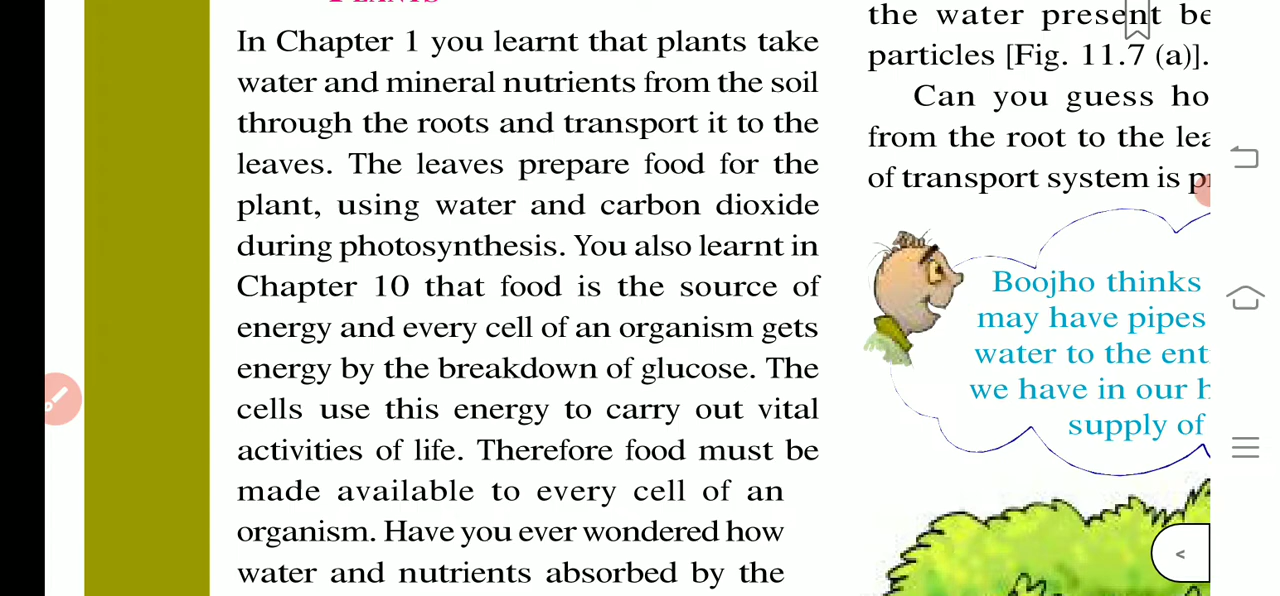 In Chapter 1 you learnt that plants take
water and mineral nutrients from the soil
through the roots and transport it to the
leaves. The leaves prepare food for the
plant, using water and carbon dioxide
during photosynthesis. You also learnt in
Chapter 10 that food is the source of
energy and every cell of an organism gets
energy by the breakdown of glucose. The
cells use this energy to carry out vital
activities of life. Therefore food must be
made available to every cell of an
organism. Have you ever wondered how
water and nutrients absorbed by the
the water present be
particles [Fig. 11.7 (a)].
Can you guess ho
from the root to the
of transport system is
Boojho thinks
may have pipes
water to the
we have in our
supply of